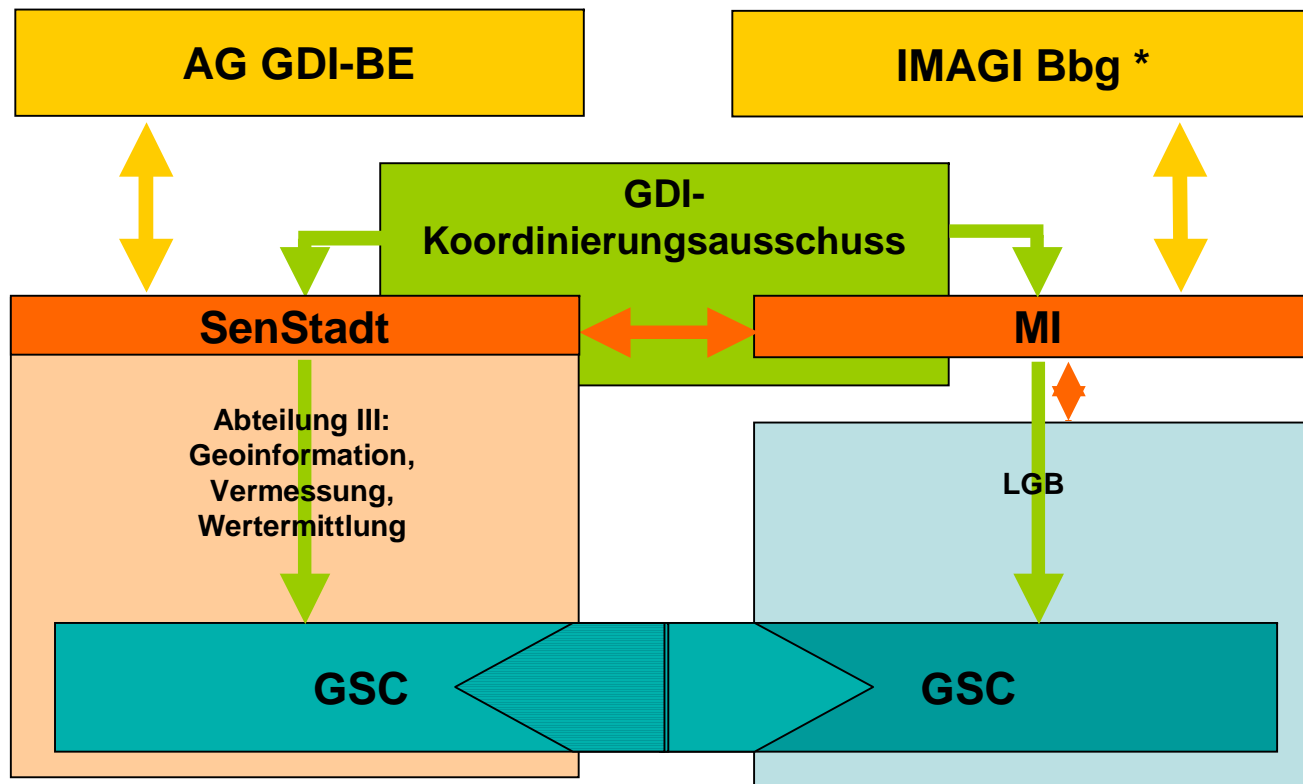 AG GDI-BE
IMAGI Bbg *
GDI-
Koordinierungsausschuss
SenStadt
MI
Abteilung III:
Geoinformation,
Vermessung,
Wertermittlung
LGB
GSC
GSC